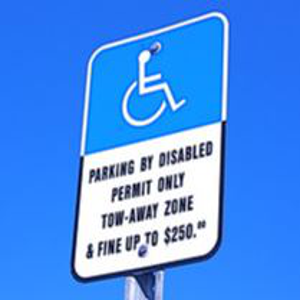 PARKING BY DISABLED
PERMIT ONLY
TOW-AWAY ZONE
& FINE UP TO $250.00